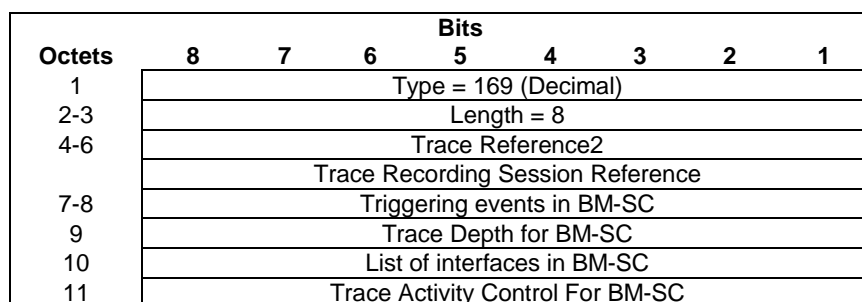 Bits
Octets 8 7 6 5 4 3 2 1
1 Type = 169 (Decimal)
2-3 Length = 8
4-6 Trace Reference2
Trace Recording Session Reference
7-8 Triggering events in BM-SC
9 Trace Depth for BM-SC
10 List of interfaces in BM-SC
11 Trace Activity Control For BM-SC